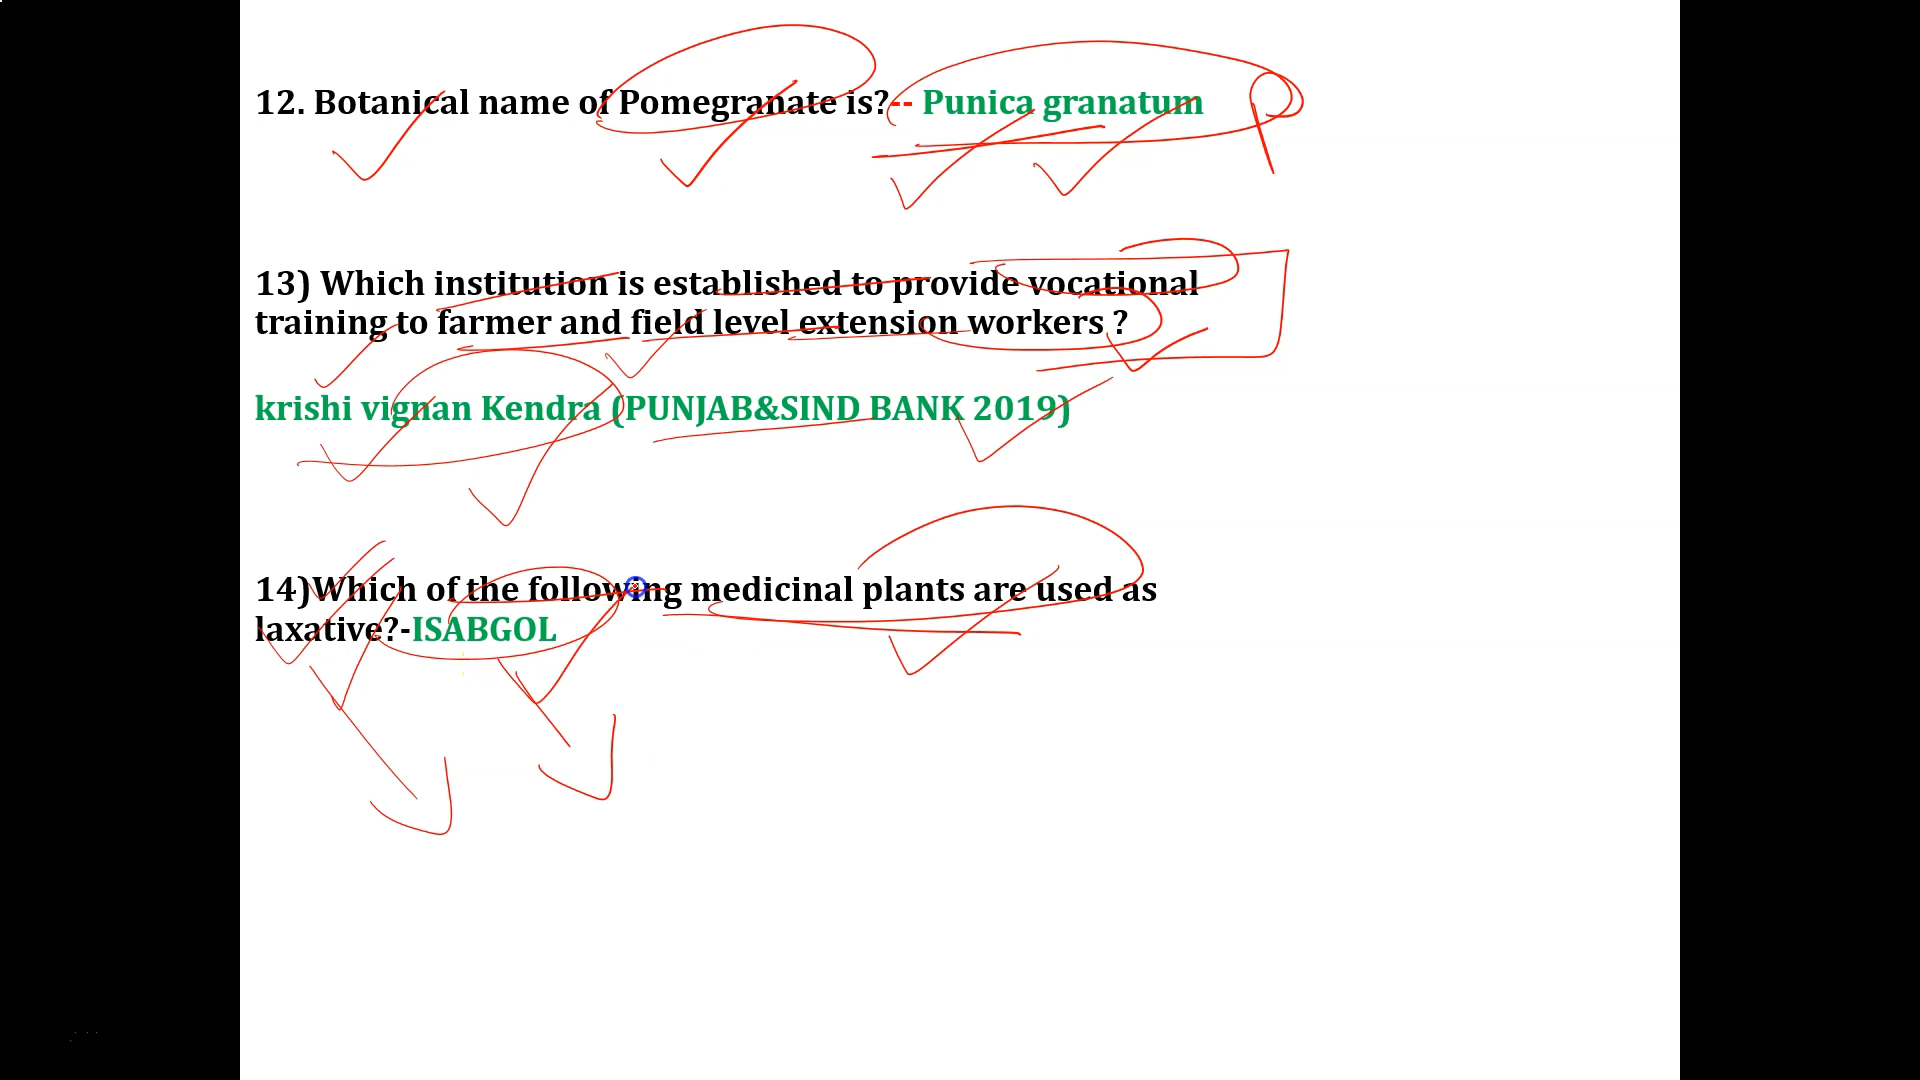 12. Botanical name of Pomegranate is?-- Punica granatum
13) Which institution is established to provide vocational
training to farmer and field level extension workers ?
krishi vignan Kendra (PUNJAB&SIND BANK 2019)
14)Which of the following medicinal plants are used as
laxative?-ISABGOL